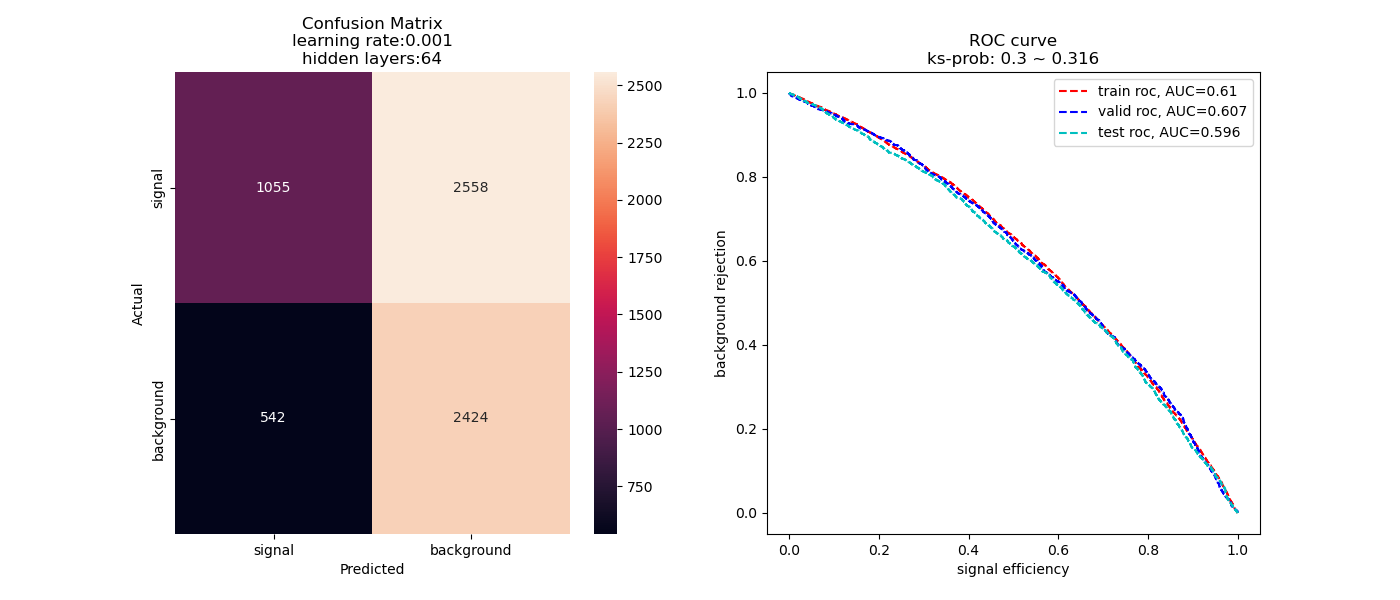 Confusion Matrix
learning rate:0.001
hidden layers:64
signal
background
Actual
1055
2558
542
2424
signal
background
Predicted
2500
2250
2000
1750
1500
1250
1000
750
ROC curve
ks-prob: 0.3 ~ 0.316
train roc, AUC=0.61
valid roc, AUC=0.607
test roc, AUC=0.596
background rejection
1.0
0.8
0.6
0.4
0.2
0.0
0.0
0.2
0.4
0.6
0.8
1.0
signal efficiency